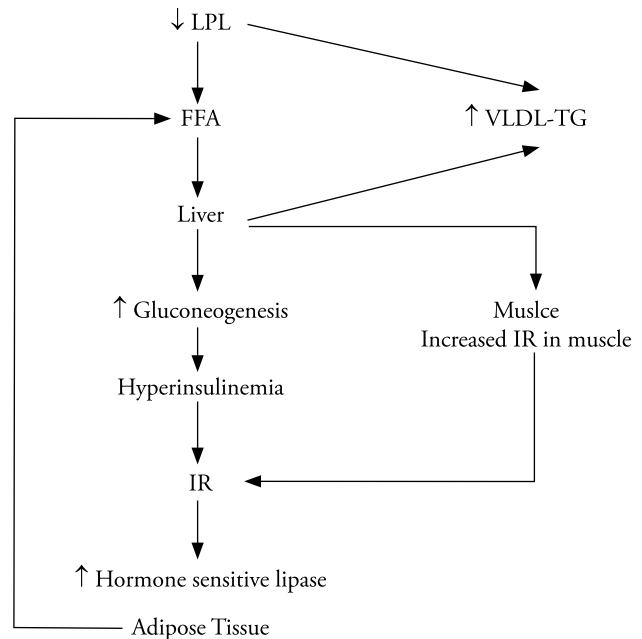 ↓ LPL
FFA
↑ VLDL-TG
Liver
↑ Gluconeogenesis
Muslce
Increased IR in muscle
Hyperinsulinemia
IR
↑ Hormone sensitive lipase
Adipose Tissue